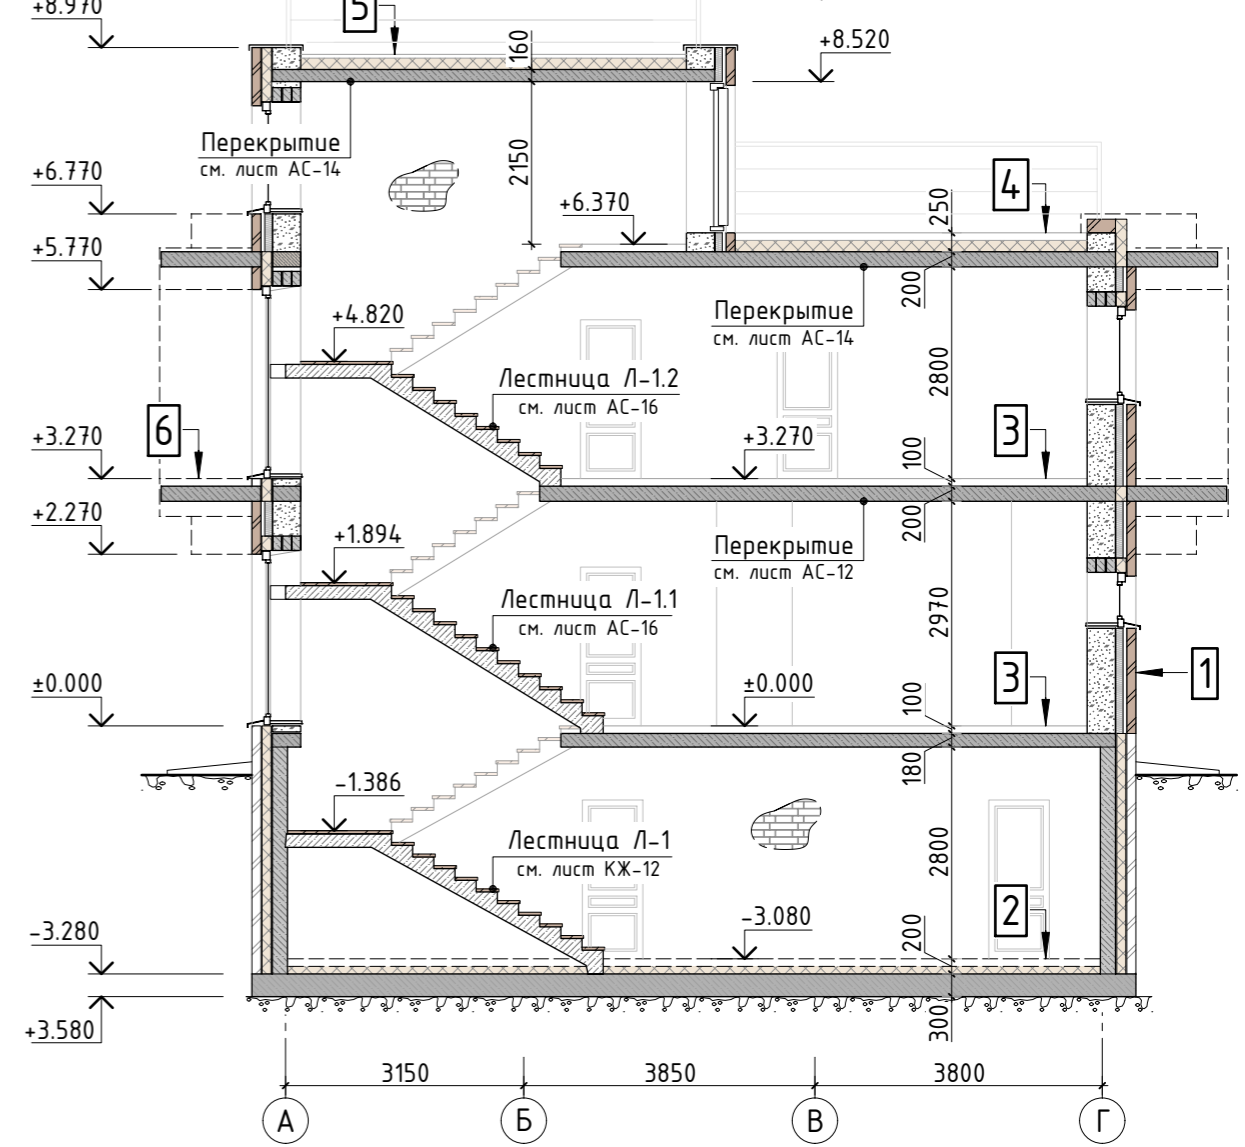 +8.970
5
160
+8.520
Перекрытие
см. лист АС-14
2150
+6.770
+6.370
4
250
+5.770
200
+4.820
Перекрытие
см. лист АС-14
Лестница Л-1.2
см. лист АС-16
2800
+3.270
6
+3.270
100
3
+2.270
200
+1.894
Перекрытие
см. лист АС-12
Лестница Л-1.1
см. лист АС-16
2970
±0.000
±0.000
100
3
1
180
-1.386
Лестница Л-1
см. лист КЖ-12
2800
2
-3.280
-3.080
200
+3.580
300
3150
3850
3800
А
Б
В
Г